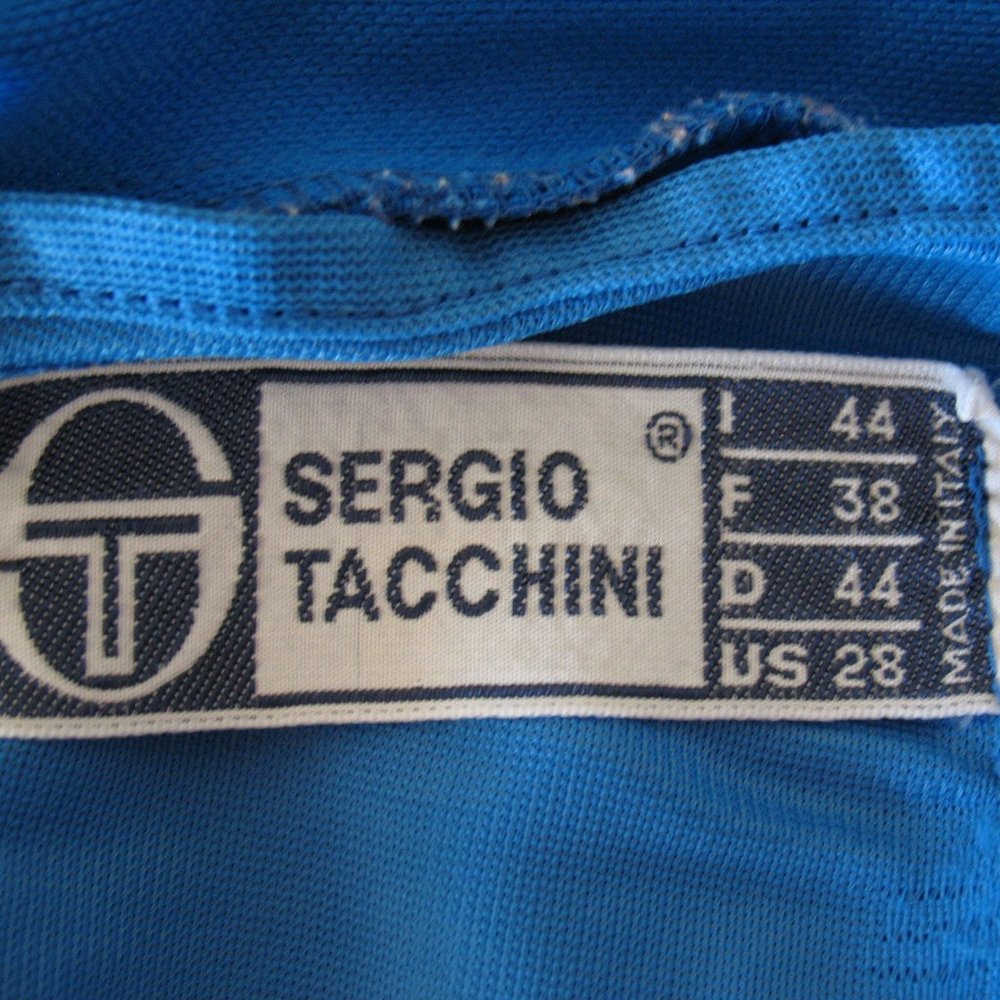 SERGIO
TACCHINI ®
I 44
F 38
D 44
US 28
MADE IN ITALY